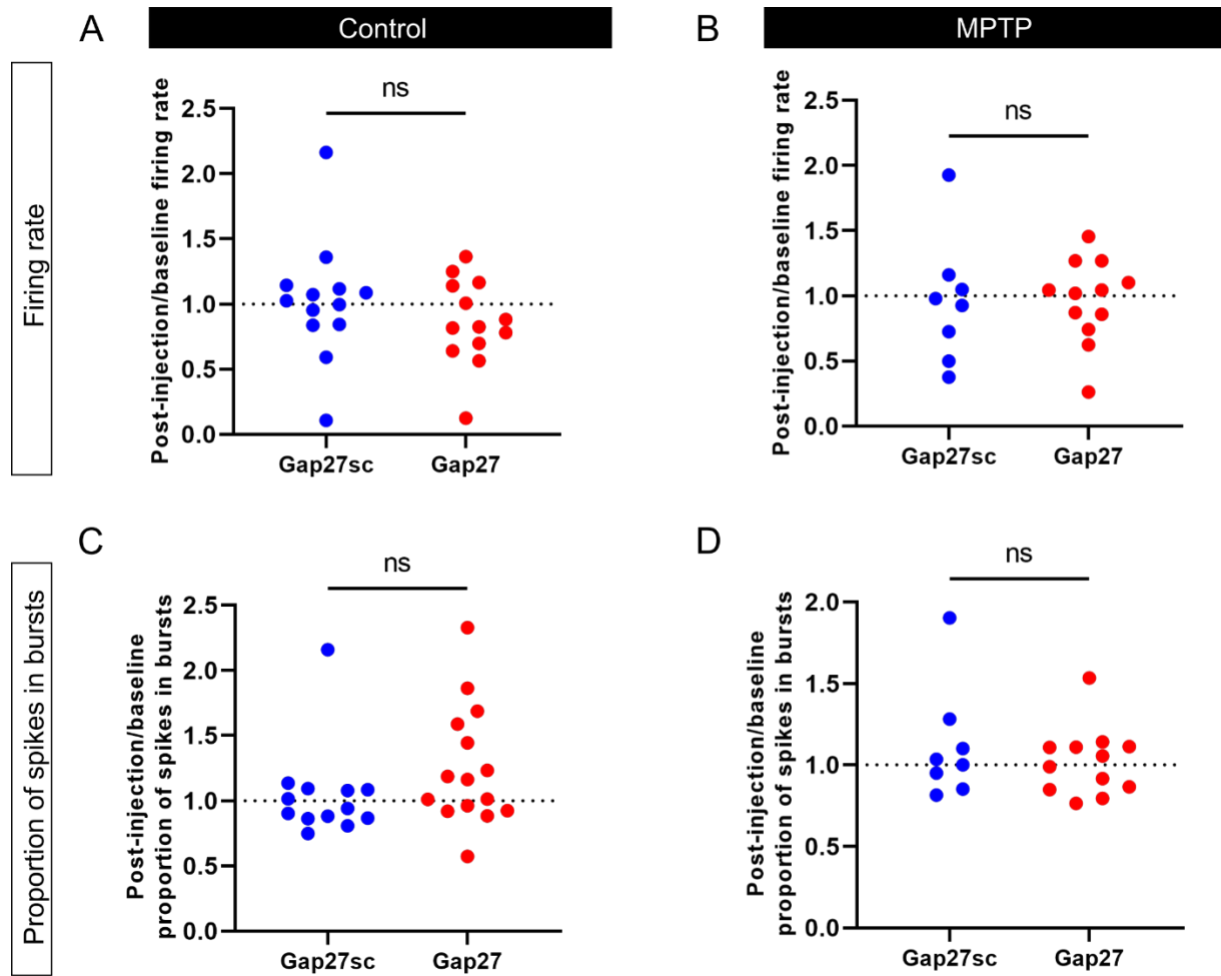 A
Control
B
MPTP
Firing rate
Post-injection/baseline firing rate
2.5
2.0
1.5
1.0
0.5
0.0
ns
Gap27sc
Gap27
Post-injection/baseline firing rate
2.5
2.0
1.5
1.0
0.5
0.0
ns
Gap27sc
Gap27
C
D
Proportion of spikes in bursts
Post-injection/baseline
proportion of spikes in bursts
2.5
2.0
1.5
1.0
0.5
0.0
ns
Gap27sc
Gap27
Post-injection/baseline
proportion of spikes in bursts
2.0
1.5
1.0
0.5
0.0
ns
Gap27sc
Gap27